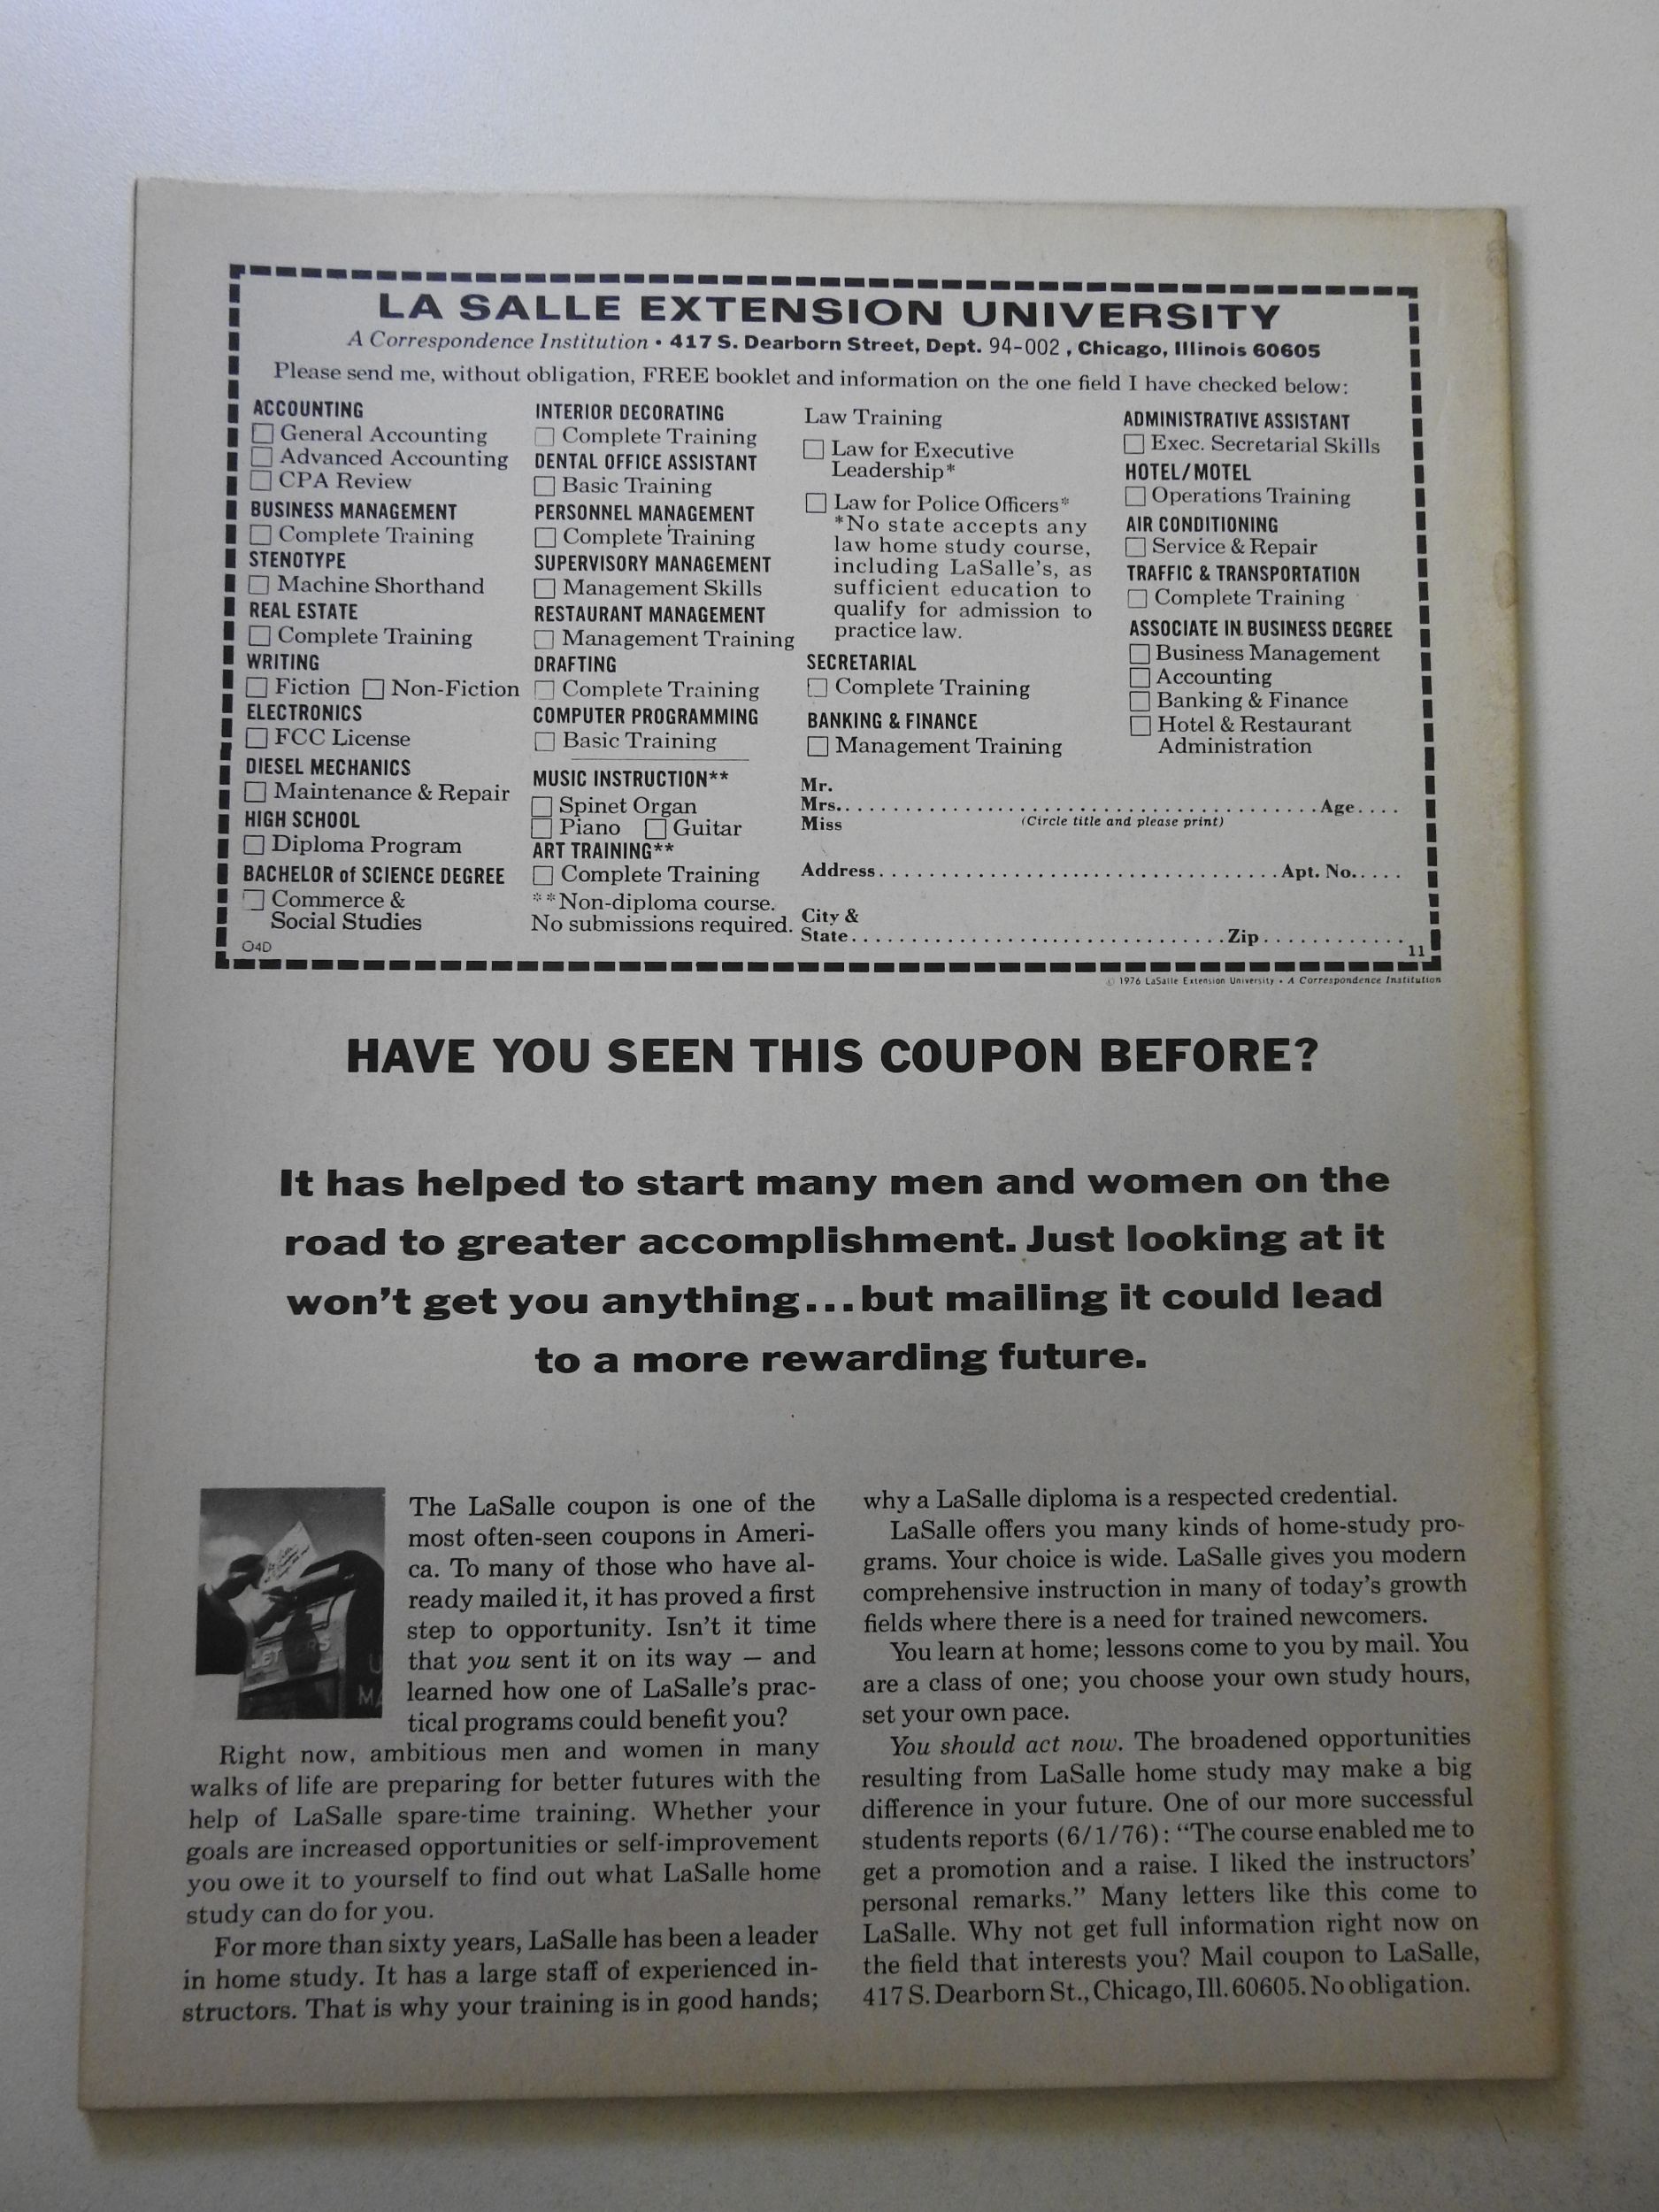 LA SALLE EXTENSION UNIVERSITY
A Correspondence Institution • 417 S. Dearborn Street, Dept. 94-002 , Chicago, Illinois 60605
Please send me, without obligation, FREE booklet and information on the one field I have checked below:
ACCOUNTING
General Accounting
Advanced Accounting
CPA Review
BUSINESS MANAGEMENT
Complete Training
STENOTYPE
Machine Shorthand
REAL ESTATE
Complete Training
WRITING
Fiction Non-Fiction
ELECTRONICS
FCC License
DIESEL MECHANICS
Maintenance & Repair
HIGH SCHOOL
Diploma Program
BACHELOR of SCIENCE DEGREE
Commerce &
Social Studies
O4D
INTERIOR DECORATING
Complete Training
DENTAL OFFICE ASSISTANT
Basic Training
PERSONNEL MANAGEMENT
Complete Training
SUPERVISORY MANAGEMENT
Management Skills
RESTAURANT MANAGEMENT
Management Training
DRAFTING
Complete Training
COMPUTER PROGRAMMING
Basic Training
MUSIC INSTRUCTION**
Spinet Organ
Piano Guitar
ART TRAINING**
Complete Training
**Non-diploma course.
No submissions required.
Law Training
Law for Executive
Leadership*
Law for Police Officers*
*No state accepts any
law home study course,
including LaSalle's, as
sufficient education to
qualify for admission to
practice law.
SECRETARIAL
Complete Training
BANKING & FINANCE
Management Training
ADMINISTRATIVE ASSISTANT
Exec. Secretarial Skills
HOTEL/MOTEL
Operations Training
AIR CONDITIONING
Service & Repair
TRAFFIC & TRANSPORTATION
Complete Training
ASSOCIATE IN BUSINESS DEGREE
Business Management
Accounting
Banking & Finance
Hotel & Restaurant
Administration
Mr.
Mrs. Age
Miss (Circle title and please print)
Address Apt. No.
City &
State Zip
11
© 1976 LaSalle Extension University • A Correspondence Institution
HAVE YOU SEEN THIS COUPON BEFORE?
It has helped to start many men and women on the
road to greater accomplishment. Just looking at it
won't get you anything...but mailing it could lead
to a more rewarding future.
The LaSalle coupon is one of the
most often-seen coupons in Ameri-
ca. To many of those who have al-
ready mailed it, it has proved a first
step to opportunity. Isn't it time
that you sent it on its way — and
learned how one of LaSalle's prac-
tical programs could benefit you?
Right now, ambitious men and women in many
walks of life are preparing for better futures with the
help of LaSalle spare-time training. Whether your
goals are increased opportunities or self-improvement
you owe it to yourself to find out what LaSalle home
study can do for you.
For more than sixty years, LaSalle has been a leader
in home study. It has a large staff of experienced in-
structors. That is why your training is in good hands;
why a LaSalle diploma is a respected credential.
LaSalle offers you many kinds of home-study pro-
grams. Your choice is wide. LaSalle gives you modern
comprehensive instruction in many of today's growth
fields where there is a need for trained newcomers.
You learn at home; lessons come to you by mail. You
are a class of one; you choose your own study hours,
set your own pace.
You should act now. The broadened opportunities
resulting from LaSalle home study may make a big
difference in your future. One of our more successful
students reports (6/1/76): "The course enabled me to
get a promotion and a raise. I liked the instructors'
personal remarks." Many letters like this come to
LaSalle. Why not get full information right now on
the field that interests you? Mail coupon to LaSalle,
417 S. Dearborn St., Chicago, Ill. 60605. No obligation.